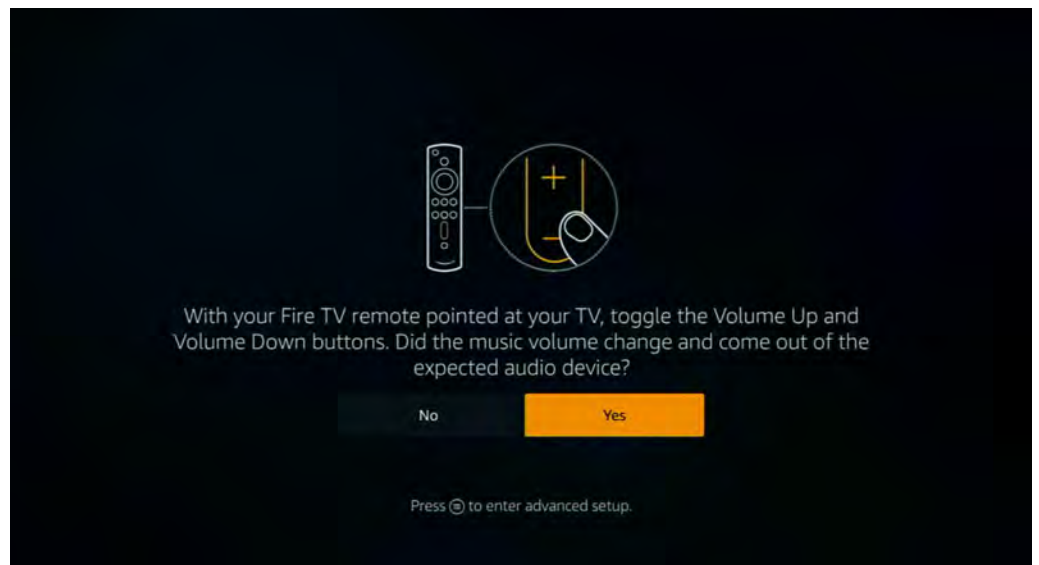 With your Fire TV remote pointed at your TV, toggle the Volume Up and
Volume Down buttons. Did the music volume change and come out of the
expected audio device?
No
Yes
Press ⊜ to enter advanced setup.